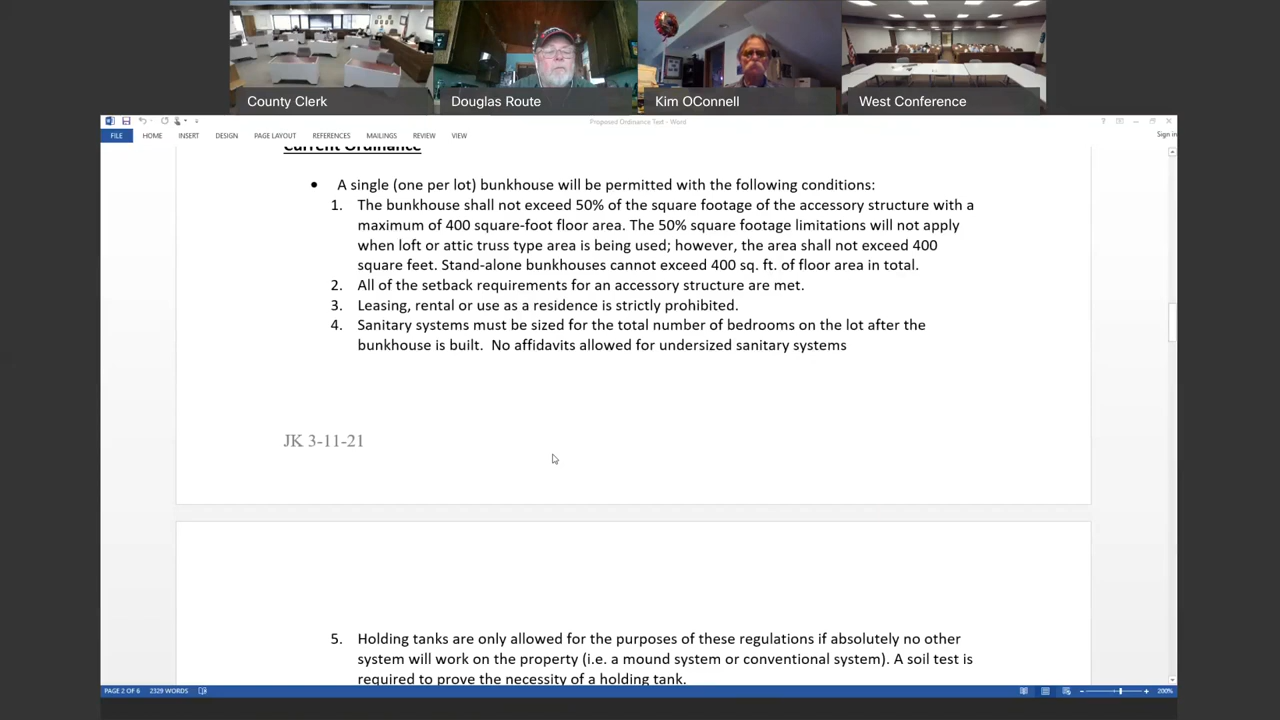 County Clerk
Douglas Route
Kim OConnell
West Conference
Proposed Ordinance Text - Word
Sign in
FILE HOME INSERT DESIGN PAGE LAYOUT REFERENCES MAILINGS REVIEW VIEW
Current Ordinance
• A single (one per lot) bunkhouse will be permitted with the following conditions:
1. The bunkhouse shall not exceed 50% of the square footage of the accessory structure with a
maximum of 400 square-foot floor area. The 50% square footage limitations will not apply
when loft or attic truss type area is being used; however, the area shall not exceed 400
square feet. Stand-alone bunkhouses cannot exceed 400 sq. ft. of floor area in total.
2. All of the setback requirements for an accessory structure are met.
3. Leasing, rental or use as a residence is strictly prohibited.
4. Sanitary systems must be sized for the total number of bedrooms on the lot after the
bunkhouse is built. No affidavits allowed for undersized sanitary systems
JK 3-11-21
5. Holding tanks are only allowed for the purposes of these regulations if absolutely no other
system will work on the property (i.e. a mound system or conventional system). A soil test is
required to prove the necessity of a holding tank.
PAGE 2 OF 6 2329 WORDS
200%